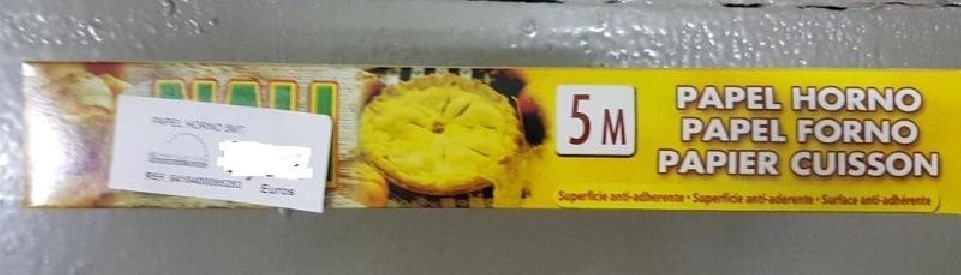 PAPEL HORNO 5MT
Euros
5 M
PAPEL HORNO
PAPEL FORNO
PAPIER CUISSON
Superficie anti-adherente • Superficie anti-aderente • Surface anti-adhérente